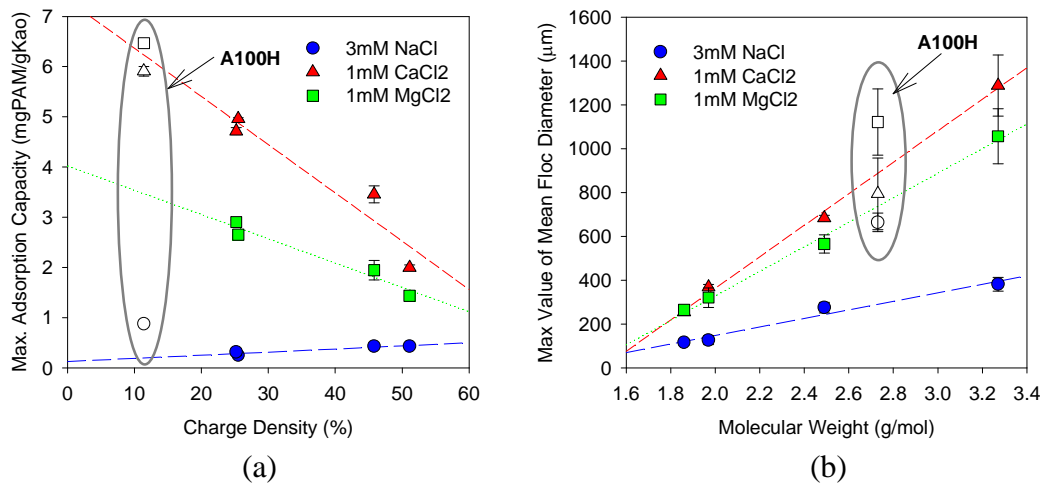 Max. Adsorption Capacity (mgPAM/gKao)
7
6
5
4
3
2
1
0
A100H
3mM NaCl
1mM CaCl2
1mM MgCl2
0 10 20 30 40 50 60
Charge Density (%)
(a)
Max Value of Mean Floc Diameter (μm)
1600
1400
1200
1000
800
600
400
200
0
3mM NaCl
1mM CaCl2
1mM MgCl2
A100H
1.6 1.8 2.0 2.2 2.4 2.6 2.8 3.0 3.2 3.4
Molecular Weight (g/mol)
(b)